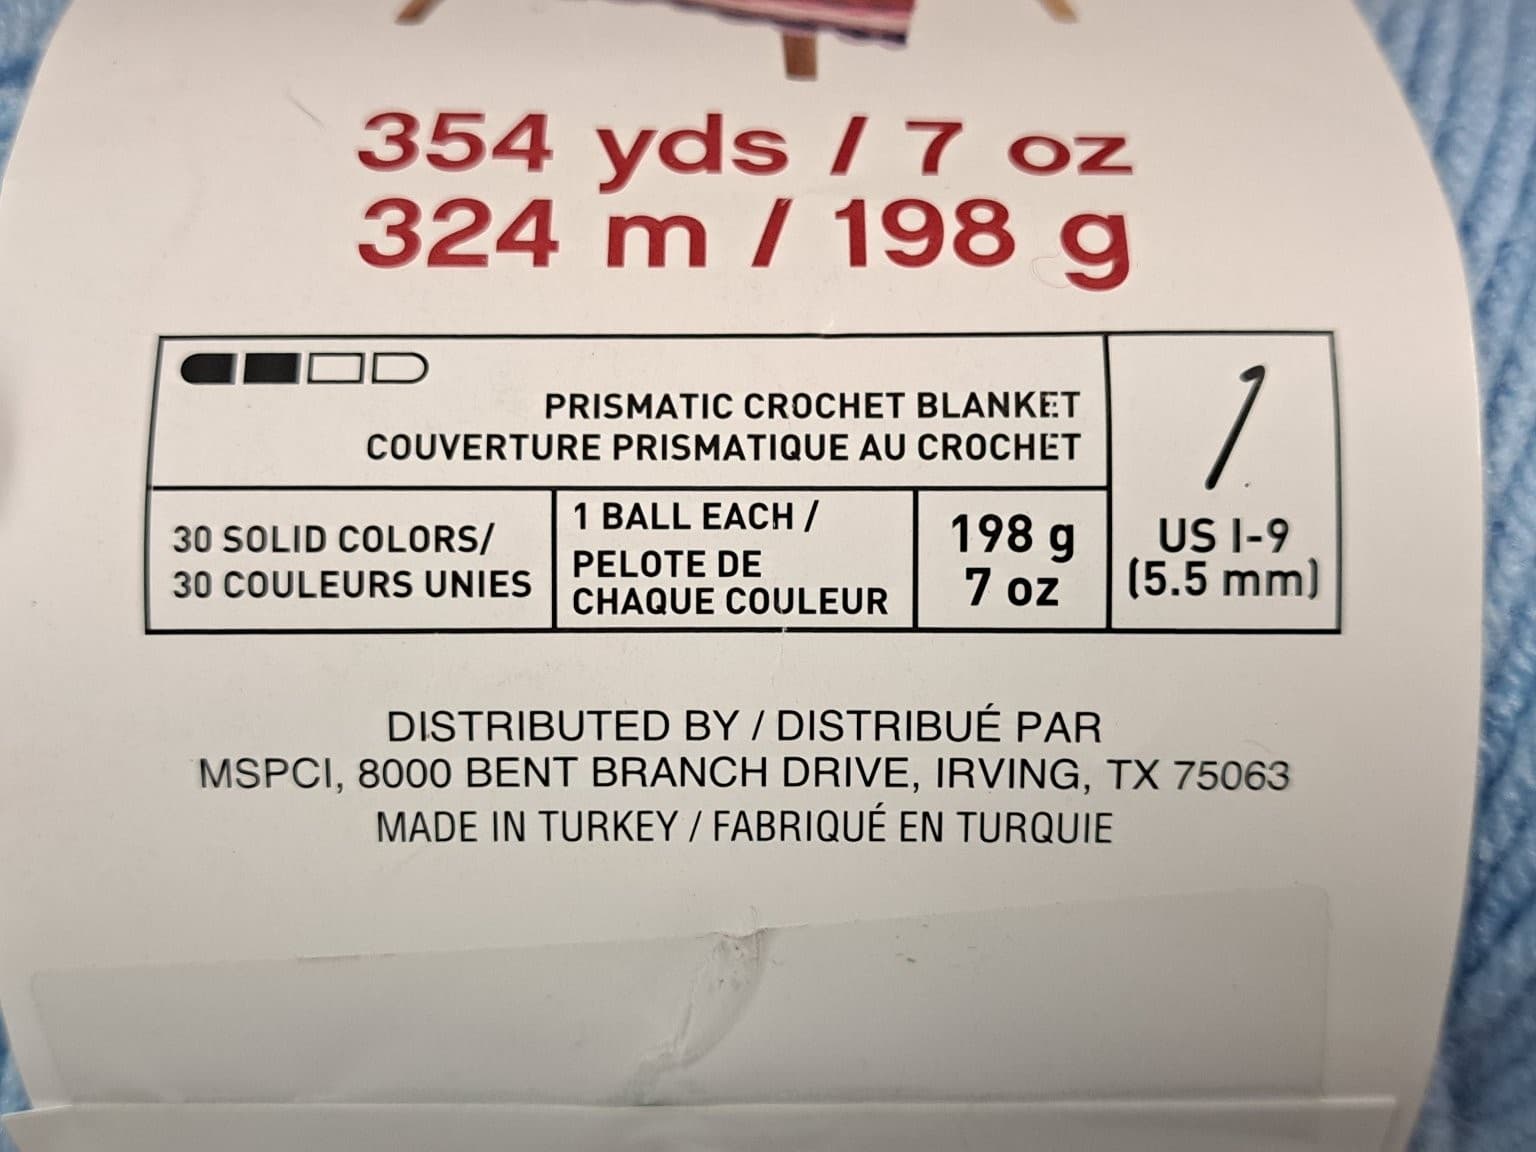 354 yds / 7 oz
324 m / 198 g
PRISMATIC CROCHET BLANKET
COUVERTURE PRISMATIQUE AU CROCHET
30 SOLID COLORS/
30 COULEURS UNIES
1 BALL EACH /
PELOTE DE
CHAQUE COULEUR
198 g
7 oz
US I-9
(5.5 mm)
DISTRIBUTED BY / DISTRIBUÉ PAR
MSPCI, 8000 BENT BRANCH DRIVE, IRVING, TX 75063
MADE IN TURKEY / FABRIQUÉ EN TURQUIE